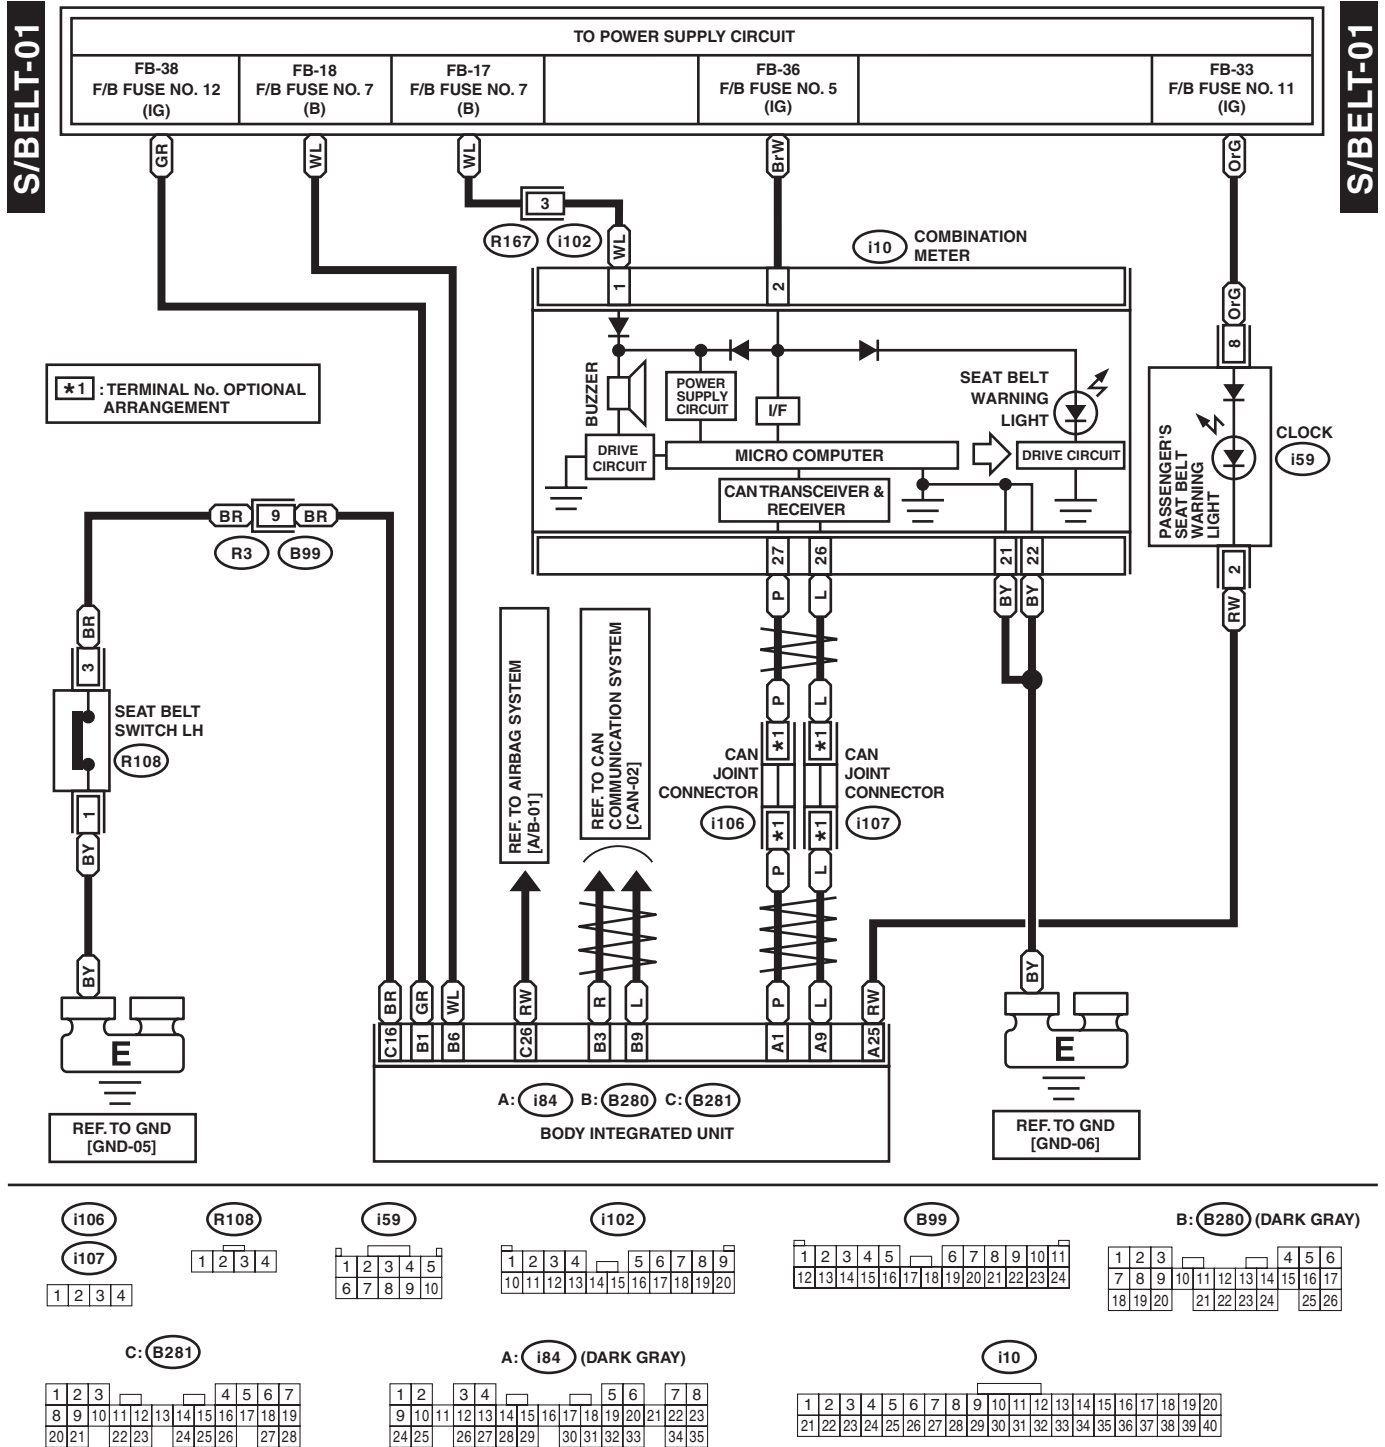 S/BELT-01
S/BELT-01
TO POWER SUPPLY CIRCUIT
FB-38
F/B FUSE NO. 12
(IG)
FB-18
F/B FUSE NO. 7
(B)
FB-17
F/B FUSE NO. 7
(B)
FB-36
F/B FUSE NO. 5
(IG)
FB-33
F/B FUSE NO. 11
(IG)
GR
WL
WL
BrW
OrG
3
R167
i102
WL
i10
COMBINATION
METER
1
2
OrG
8
*1 : TERMINAL No. OPTIONAL
ARRANGEMENT
BUZZER
POWER
SUPPLY
CIRCUIT
I/F
SEAT BELT
WARNING
LIGHT
DRIVE
CIRCUIT
MICRO COMPUTER
DRIVE CIRCUIT
CAN TRANSCEIVER &
RECEIVER
PASSENGER'S
SEAT BELT
WARNING
LIGHT
CLOCK
i59
BR
9
BR
R3
B99
27
26
21
22
2
P
L
BY
BY
RW
BR
3
SEAT BELT
SWITCH LH
R108
1
BY
BY
REF. TO AIRBAG SYSTEM
[A/B-01]
REF. TO CAN
COMMUNICATION SYSTEM
[CAN-02]
P
L
*1
*1
CAN
JOINT
CONNECTOR
i106
CAN
JOINT
CONNECTOR
i107
*1
*1
P
L
BY
BR
GR
WL
RW
R
L
P
L
RW
C16
B1
B6
C26
B3
B9
A1
A9
A25
E
E
A: i84 B: B280 C: B281
BODY INTEGRATED UNIT
REF. TO GND
[GND-05]
REF. TO GND
[GND-06]
i106
i107
1 2 3 4
R108
1 2 3 4
i59
1 2 3 4 5
6 7 8 9 10
i102
1 2 3 4 5 6 7 8 9
10 11 12 13 14 15 16 17 18 19 20
B99
1 2 3 4 5 6 7 8 9 10 11
12 13 14 15 16 17 18 19 20 21 22 23 24
B: B280 (DARK GRAY)
1 2 3 4 5 6
7 8 9 10 11 12 13 14 15 16 17
18 19 20 21 22 23 24 25 26
C: B281
1 2 3 4 5 6 7
8 9 10 11 12 13 14 15 16 17 18 19
20 21 22 23 24 25 26 27 28
A: i84 (DARK GRAY)
1 2 3 4 5 6 7 8
9 10 11 12 13 14 15 16 17 18 19 20 21 22 23
24 25 26 27 28 29 30 31 32 33 34 35
i10
1 2 3 4 5 6 7 8 9 10 11 12 13 14 15 16 17 18 19 20
21 22 23 24 25 26 27 28 29 30 31 32 33 34 35 36 37 38 39 40